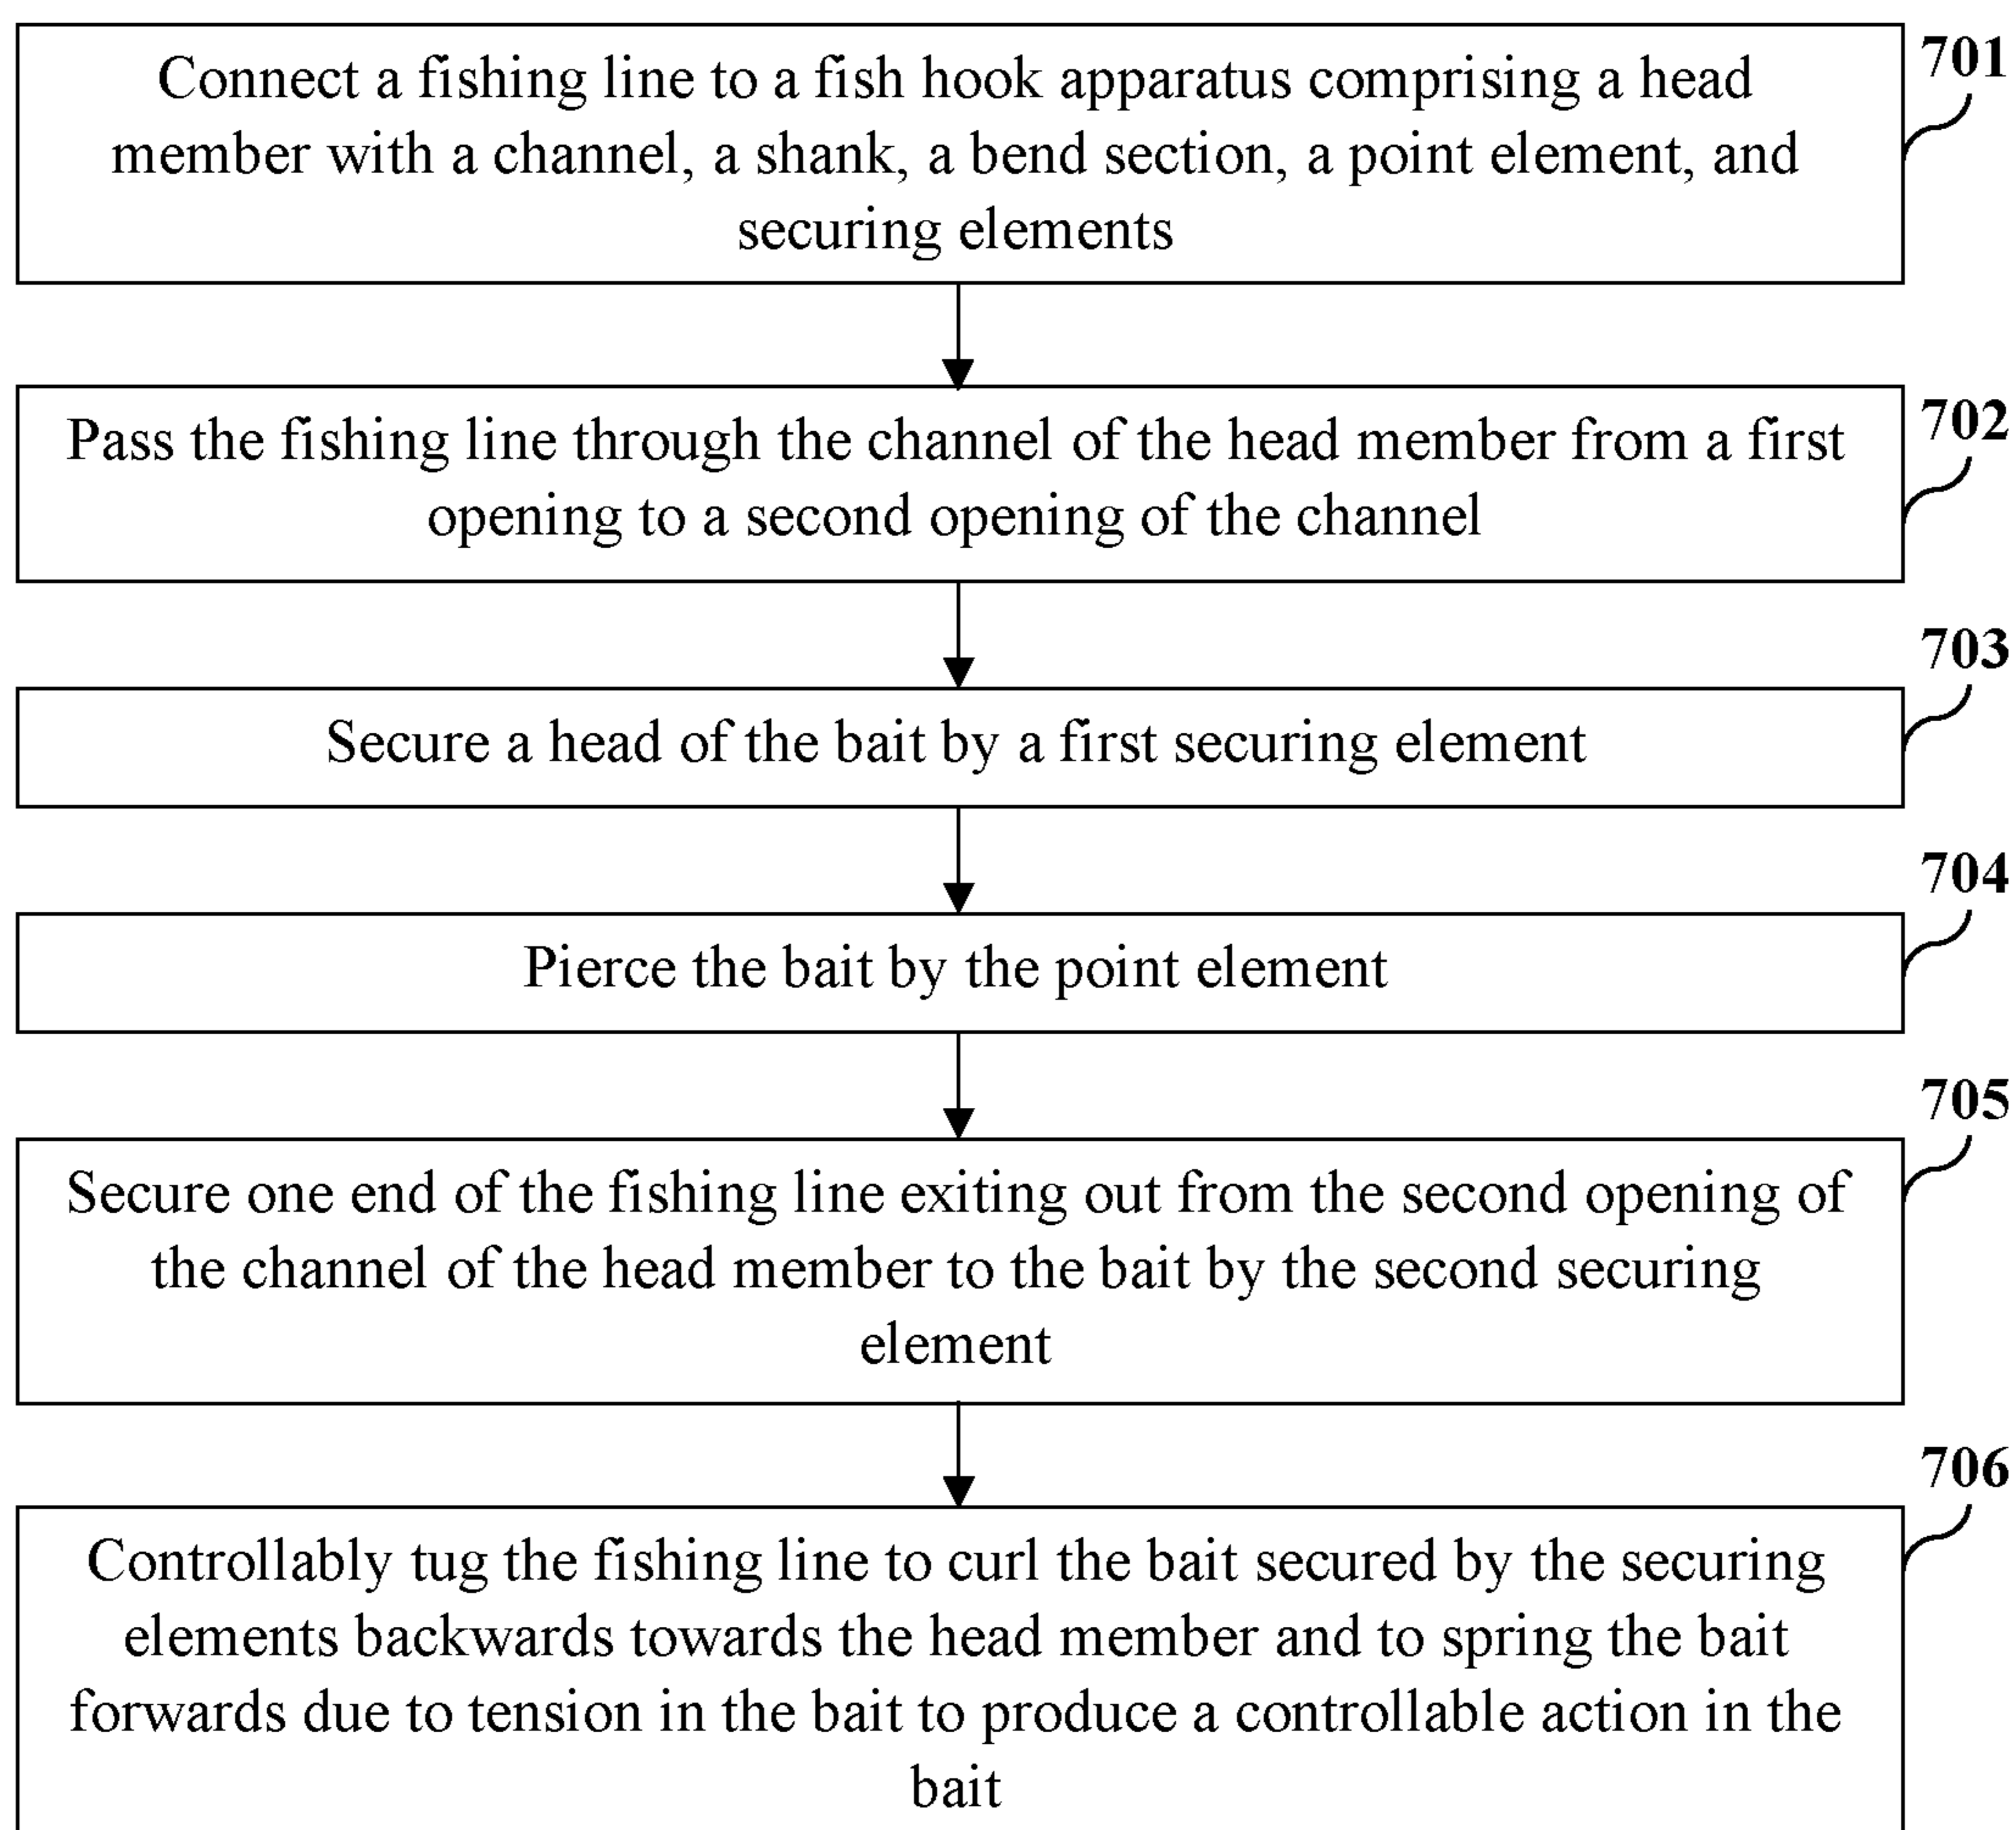 701
Connect a fishing line to a fish hook apparatus comprising a head
member with a channel, a shank, a bend section, a point element, and
securing elements
702
Pass the fishing line through the channel of the head member from a first
opening to a second opening of the channel
703
Secure a head of the bait by a first securing element
704
Pierce the bait by the point element
705
Secure one end of the fishing line exiting out from the second opening of
the channel of the head member to the bait by the second securing
element
706
Controllably tug the fishing line to curl the bait secured by the securing
elements backwards towards the head member and to spring the bait
forwards due to tension in the bait to produce a controllable action in the
bait